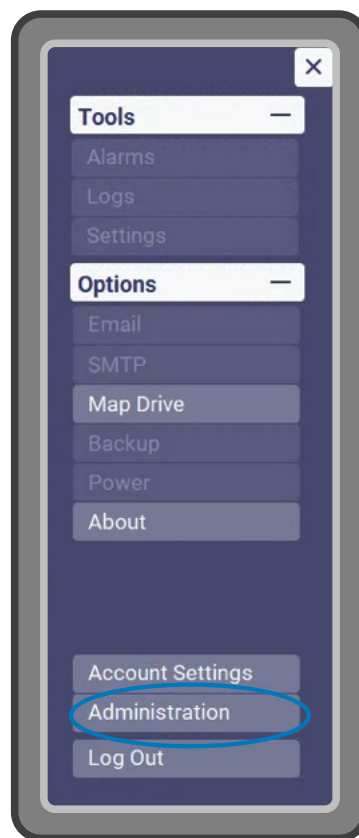 Tools
Alarms
Logs
Settings
Options
Email
SMTP
Map Drive
Backup
Power
About
Account Settings
Administration
Log Out